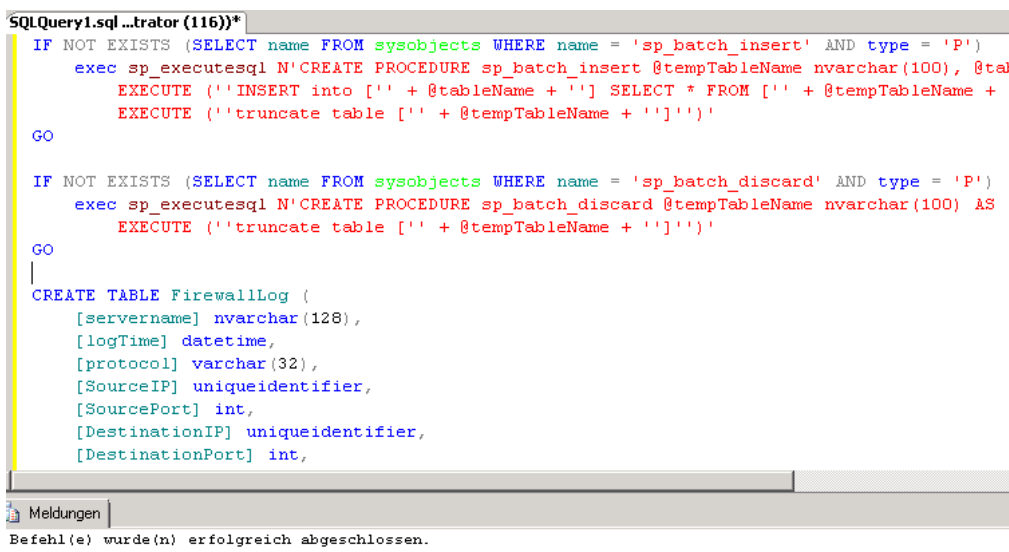 SQLQuery1.sql ...trator (116))*
IF NOT EXISTS (SELECT name FROM sysobjects WHERE name = 'sp_batch_insert' AND type = 'P')
exec sp_executesql N'CREATE PROCEDURE sp_batch_insert @tempTableName nvarchar(100), @tal
EXECUTE (''INSERT into ['' + @tableName + ''] SELECT * FROM ['' + @tempTableName +
EXECUTE (''truncate table ['' + @tempTableName + '']'')'
GO
IF NOT EXISTS (SELECT name FROM sysobjects WHERE name = 'sp_batch_discard' AND type = 'P')
exec sp_executesql N'CREATE PROCEDURE sp_batch_discard @tempTableName nvarchar(100) AS
EXECUTE (''truncate table ['' + @tempTableName + '']'')'
GO
CREATE TABLE FirewallLog (
[servername] nvarchar(128),
[logTime] datetime,
[protocol] varchar(32),
[SourceIP] uniqueidentifier,
[SourcePort] int,
[DestinationIP] uniqueidentifier,
[DestinationPort] int,
Meldungen
Befehl(e) wurde(n) erfolgreich abgeschlossen.